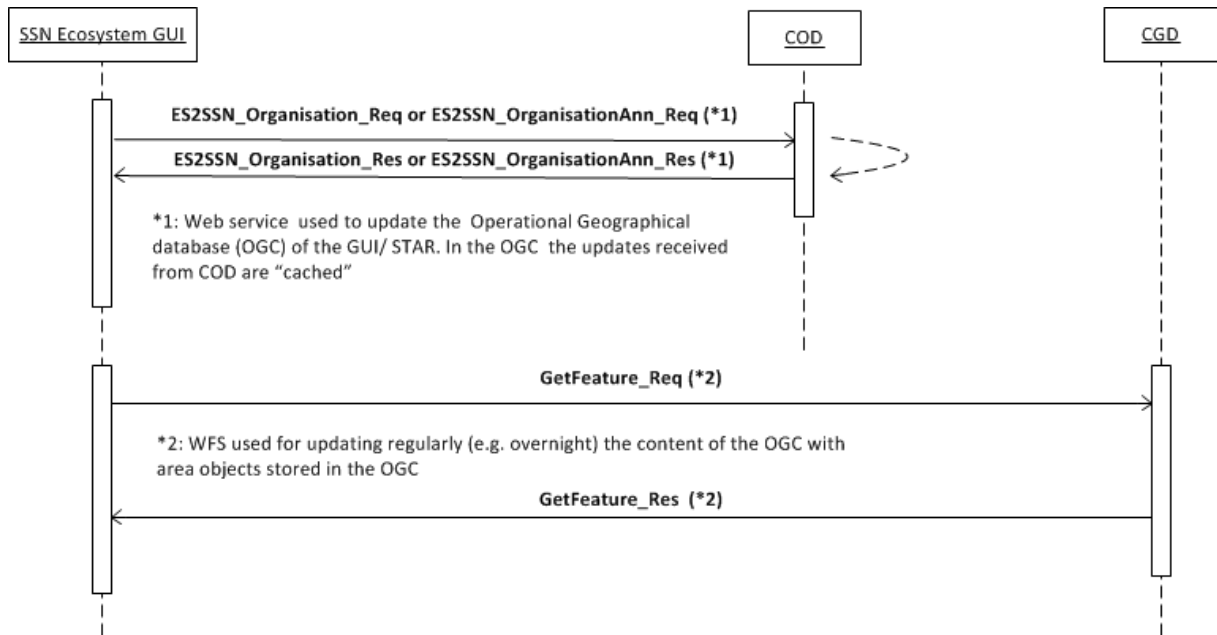 SSN Ecosystem GUI
COD
CGD
ES2SSN_Organisation_Req or ES2SSN_OrganisationAnn_Req (*1)
ES2SSN_Organisation_Res or ES2SSN_OrganisationAnn_Res (*1)
*1: Web service used to update the Operational Geographical
database (OGC) of the GUI/ STAR. In the OGC the updates received
from COD are “cached”
GetFeature_Req (*2)
*2: WFS used for updating regularly (e.g. overnight) the content of the OGC with
area objects stored in the OGC
GetFeature_Res (*2)